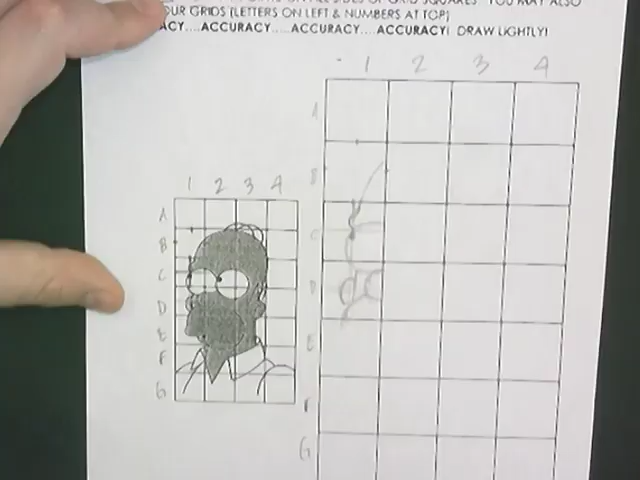 OUR GRIDS (LETTERS ON LEFT & NUMBERS AT TOP)
ACY....ACCURACY.....ACCURACY....ACCURACY! DRAW LIGHTLY!
1 2 3 4
A
B
C
D
E
F
G
1 2 3 4
A
B
C
D
E
F
G